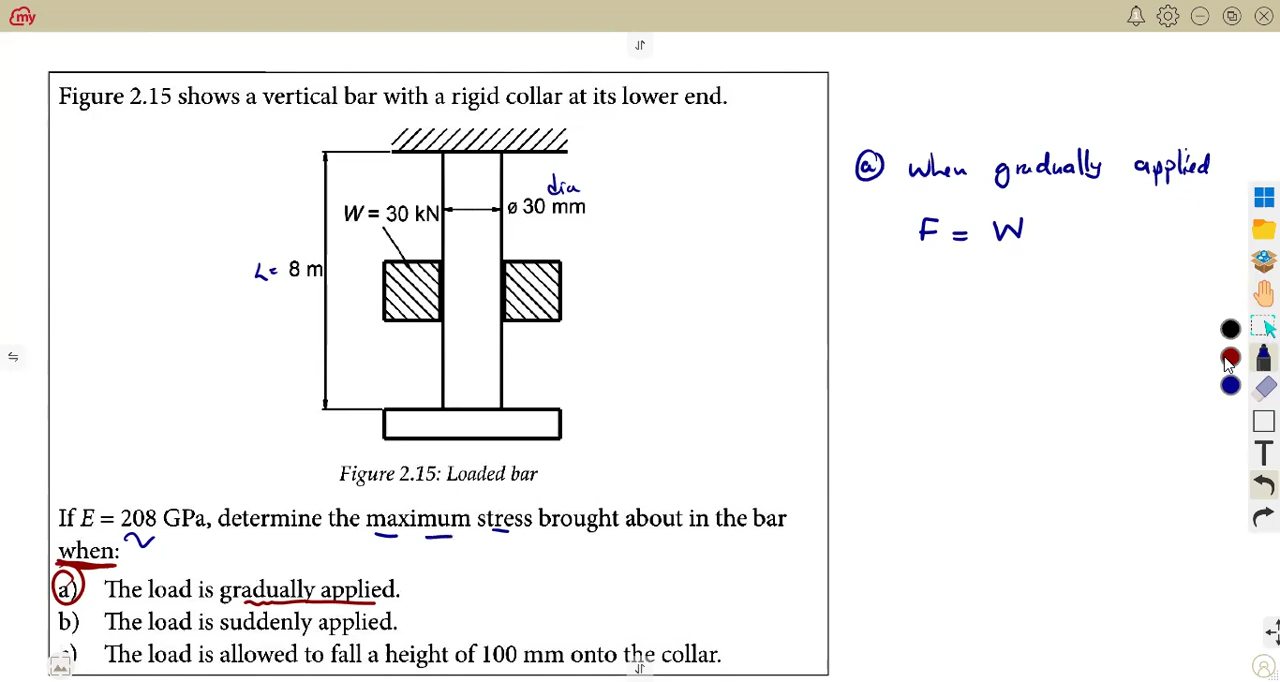 my
Figure 2.15 shows a vertical bar with a rigid collar at its lower end.
a) when gradually applied
dia
W = 30 kN
ø 30 mm
F = W
L = 8 m
Figure 2.15: Loaded bar
If E = 208 GPa, determine the maximum stress brought about in the bar
when:
a) The load is gradually applied.
b) The load is suddenly applied.
) The load is allowed to fall a height of 100 mm onto the collar.
T